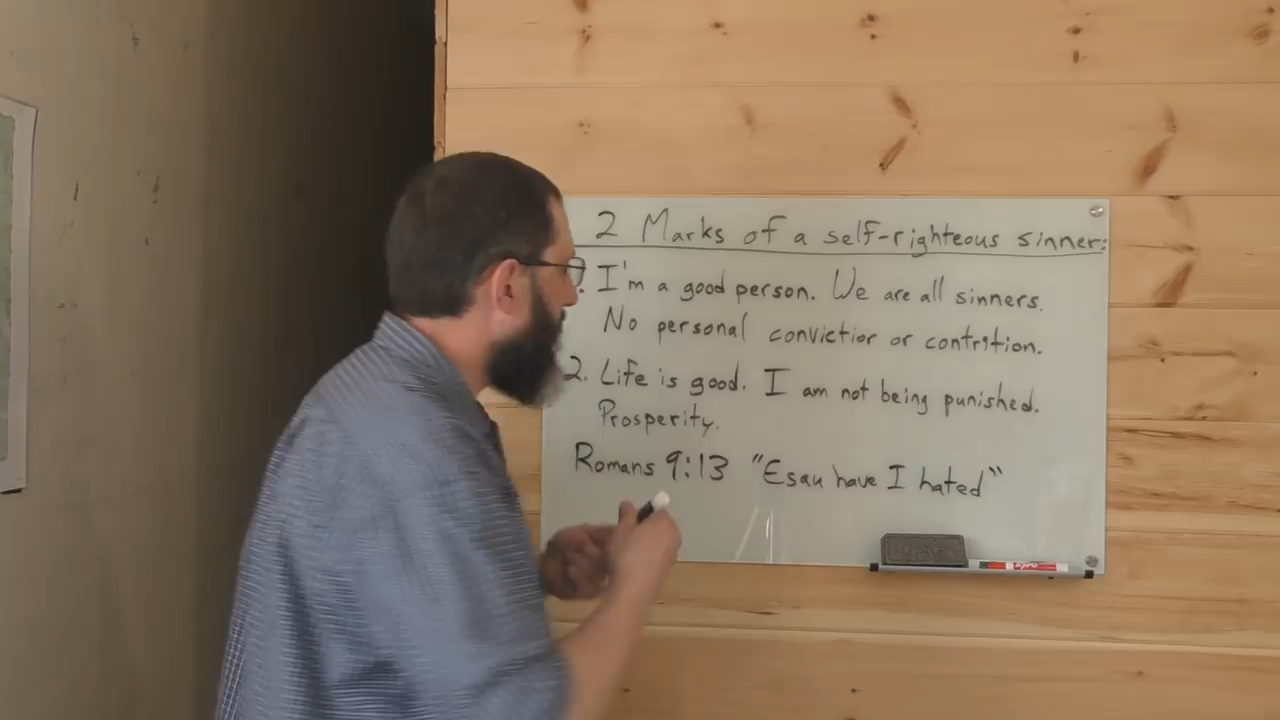 2 Marks of a self-righteous sinner:
. I'm a good person. We are all sinners.
No personal conviction or contrition.
2. Life is good. I am not being punished.
Prosperity.
Romans 9:13 "Esau have I hated"
EXPO